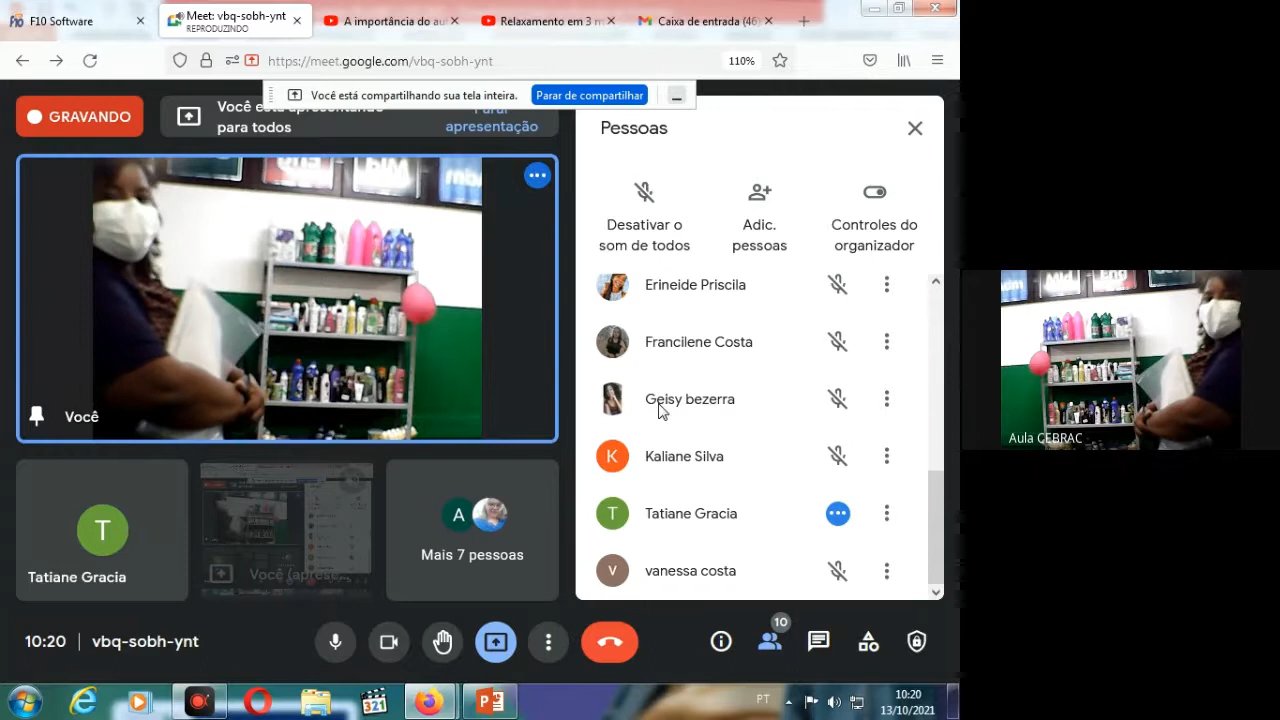 F10 Software
Meet: vbq-sobh-ynt
REPRODUZINDO
A importância do au
Relaxamento em 3 m
Caixa de entrada (46)
https://meet.google.com/vbq-sobh-ynt
110%
Você está compartilhando sua tela inteira.
Parar de compartilhar
GRAVANDO
Você está apresentando
para todos
Parar
apresentação
Você
Tatiane Gracia
Você (aprese...
A
Mais 7 pessoas
T
Pessoas
Desativar o
som de todos
Adic.
pessoas
Controles do
organizador
Erineide Priscila
Francilene Costa
Geisy bezerra
K
Kaliane Silva
T
Tatiane Gracia
v
vanessa costa
10:20
vbq-sobh-ynt
10
321
PT
10:20
13/10/2021
Aula CEBRAC